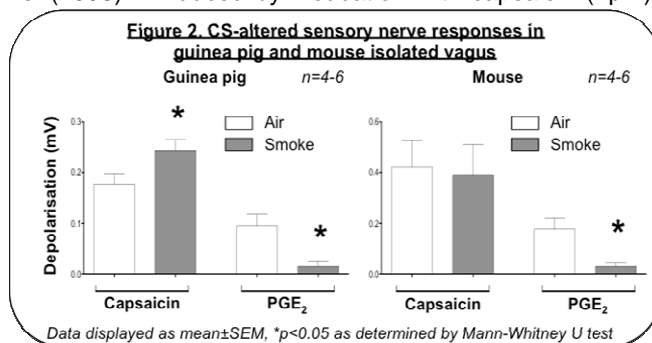 Figure 2. CS-altered sensory nerve responses in
guinea pig and mouse isolated vagus
Guinea pig n=4-6 Mouse n=4-6
Depolarisation (mV)
0.3
0.2
0.1
0.0
*
*
Air
Smoke
Capsaicin PGE2
0.6
0.4
0.2
0.0
*
Air
Smoke
Capsaicin PGE2
Data displayed as mean±SEM, *p<0.05 as determined by Mann-Whitney U test